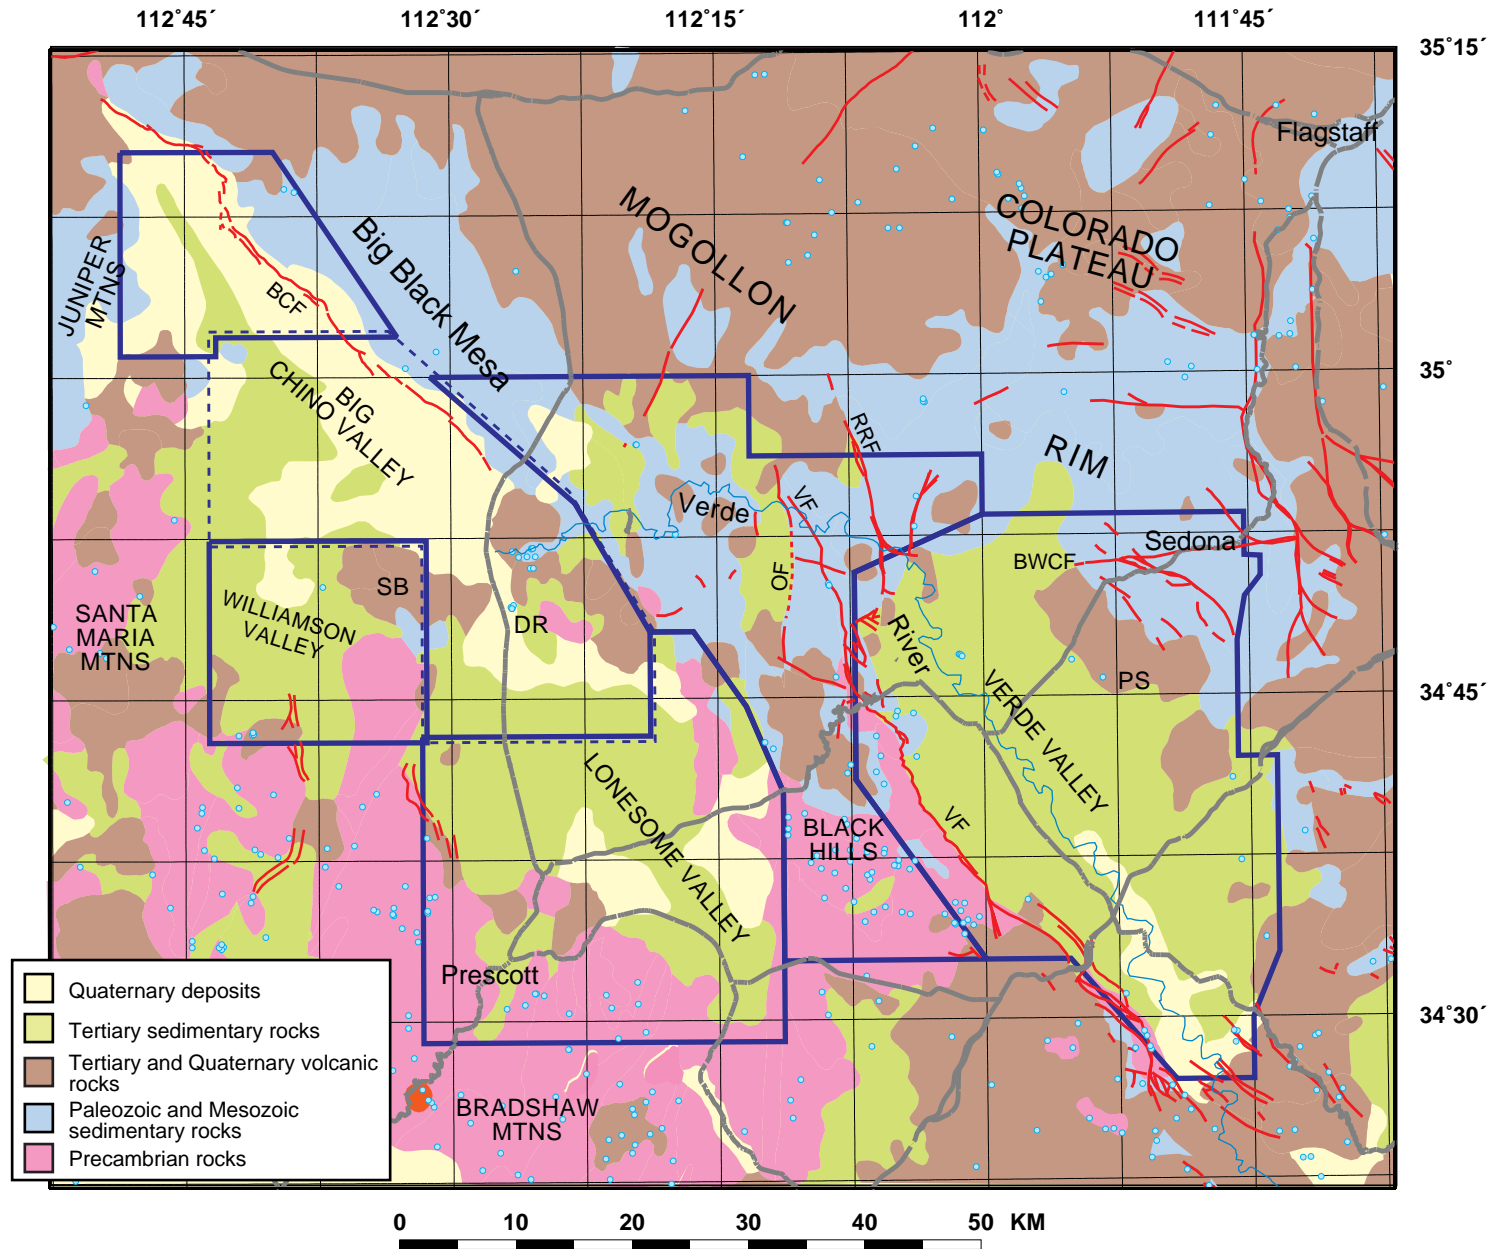 112˚45´
112˚30´
112˚15´
112˚
111˚45´
35˚15´
Flagstaff
MOGOLLON
COLORADO
PLATEAU
JUNIPER
MTNS
Big Black Mesa
BCF
35˚
BIG
CHINO VALLEY
RRF
RIM
VF
Verde
Sedona
BWCF
OF
SB
SANTA
MARIA
MTNS
WILLIAMSON
VALLEY
DR
River
PS
34˚45´
VERDE VALLEY
LONESOME VALLEY
VF
BLACK
HILLS
Prescott
34˚30´
Quaternary deposits
Tertiary sedimentary rocks
Tertiary and Quaternary volcanic
rocks
Paleozoic and Mesozoic
sedimentary rocks
Precambrian rocks
BRADSHAW
MTNS
0 10 20 30 40 50 KM